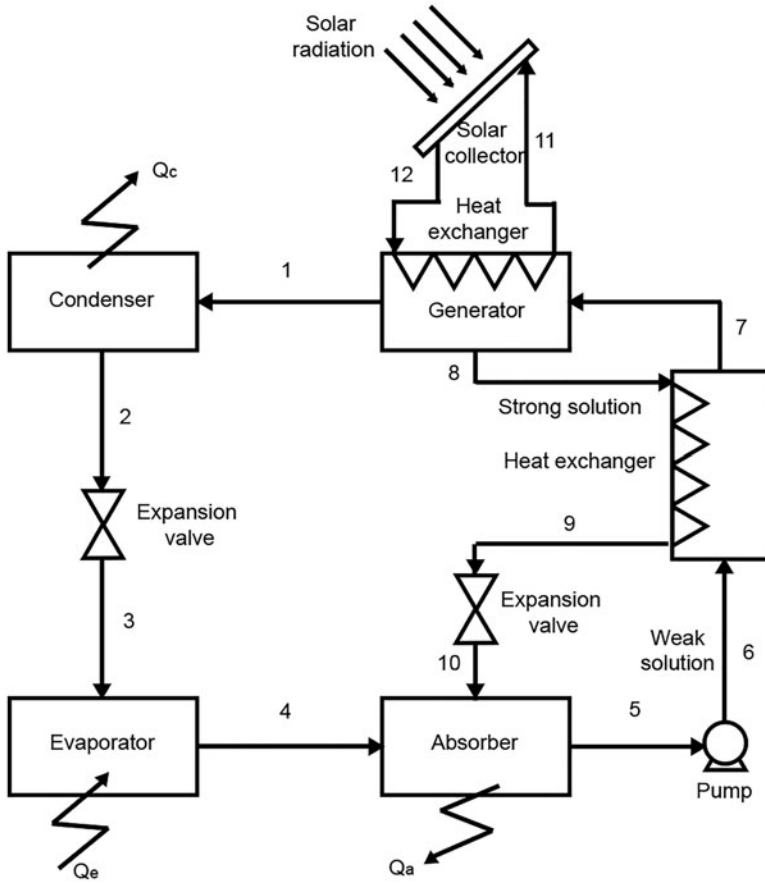 Solar
radiation
Solar
collector
11
12
Qc
Heat
exchanger
Condenser
1
Generator
7
8
Strong solution
2
Heat exchanger
Expansion
valve
9
Expansion
valve
3
Weak
solution
6
10
4
5
Evaporator
Absorber
Pump
Qe
Qa